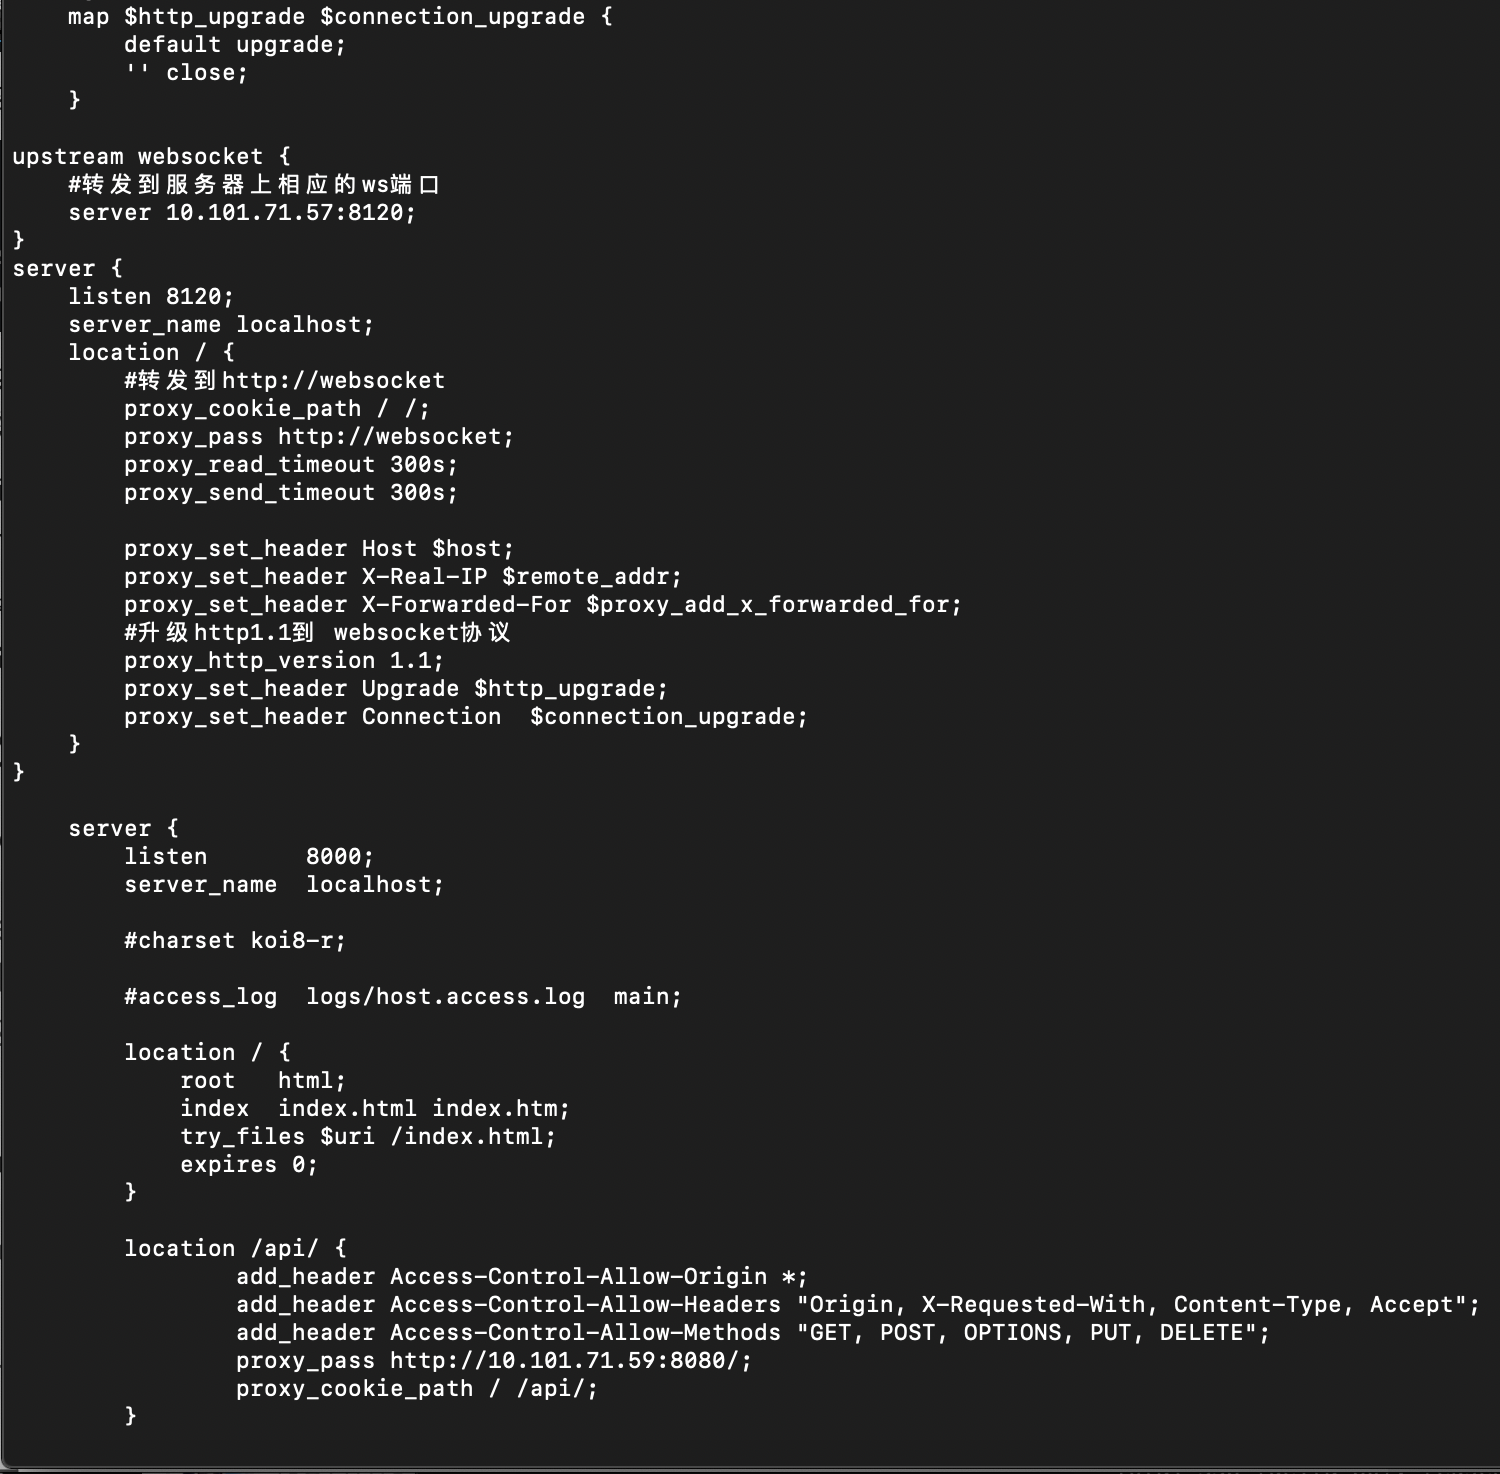 map $http_upgrade $connection_upgrade {
default upgrade;
'' close;
}
upstream websocket {
#转发到服务器上相应的ws端口
server 10.101.71.57:8120;
}
server {
listen 8120;
server_name localhost;
location / {
#转发到http://websocket
proxy_cookie_path / /;
proxy_pass http://websocket;
proxy_read_timeout 300s;
proxy_send_timeout 300s;
proxy_set_header Host $host;
proxy_set_header X-Real-IP $remote_addr;
proxy_set_header X-Forwarded-For $proxy_add_x_forwarded_for;
#升级http1.1到 websocket协议
proxy_http_version 1.1;
proxy_set_header Upgrade $http_upgrade;
proxy_set_header Connection  $connection_upgrade;
}
}
server {
listen       8000;
server_name  localhost;
#charset koi8-r;
#access_log  logs/host.access.log  main;
location / {
root   html;
index  index.html index.htm;
try_files $uri /index.html;
expires 0;
}
location /api/ {
add_header Access-Control-Allow-Origin *;
add_header Access-Control-Allow-Headers "Origin, X-Requested-With, Content-Type, Accept";
add_header Access-Control-Allow-Methods "GET, POST, OPTIONS, PUT, DELETE";
proxy_pass http://10.101.71.59:8080/;
proxy_cookie_path / /api/;
}